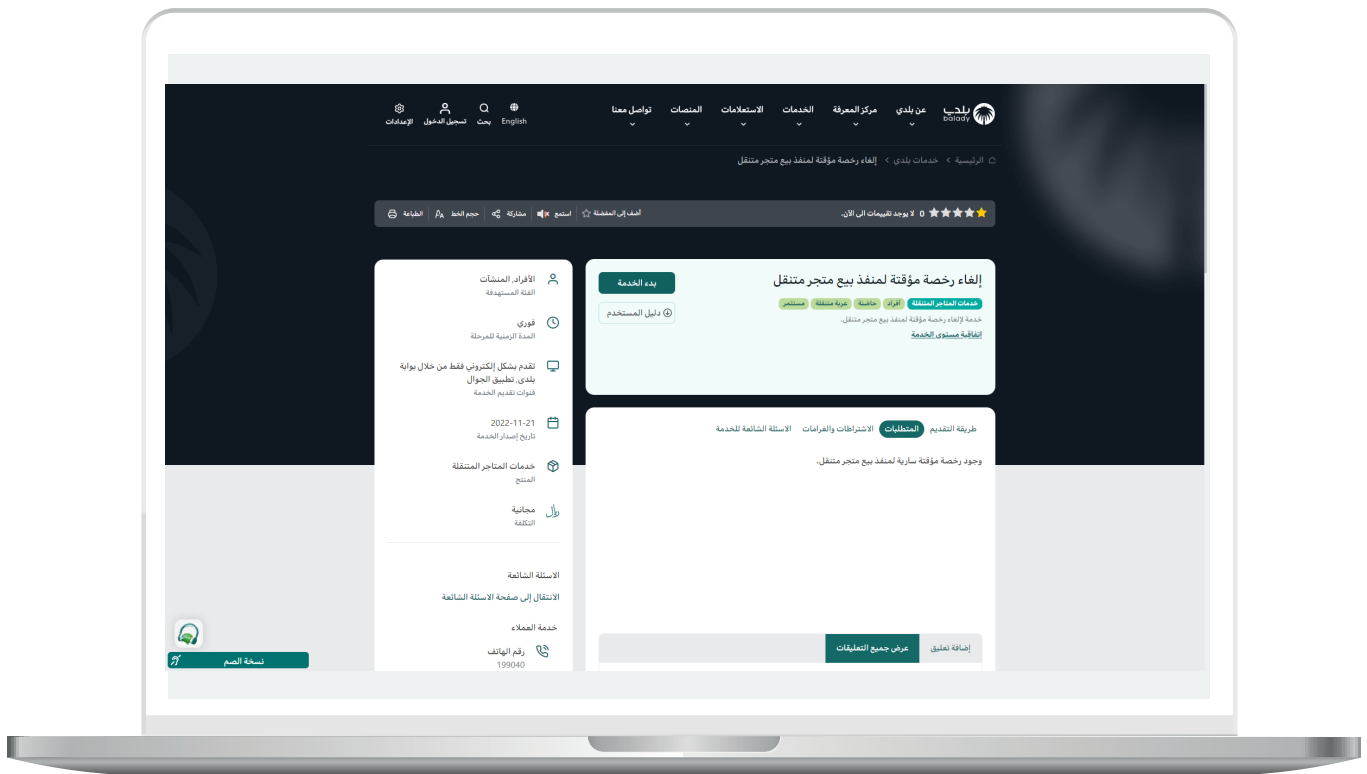 بلدي
balady
عن بلدي
مركز المعرفة
الخدمات
الاستعلامات
المنصات
تواصل معنا
English
بحث
تسجيل الدخول
الإعدادات
الرئيسية > خدمات بلدي > إلغاء رخصة مؤقتة لمنفذ بيع متجر متنقل
0 لا يوجد تقييمات الى الآن.
أضف إلى المفضلة
استمع
مشاركة
حجم الخط
الطباعة
إلغاء رخصة مؤقتة لمنفذ بيع متجر متنقل
خدمات المتاجر المتنقلة افراد حاضنة عربة متنقلة مستثمر
خدمة لإلغاء رخصة مؤقتة لمنفذ بيع متجر متنقل.
اتفاقية مستوى الخدمة
بدء الخدمة
دليل المستخدم
طريقة التقديم
المتطلبات
الاشتراطات والغرامات
الاسئلة الشائعة للخدمة
وجود رخصة مؤقتة سارية لمنفذ بيع متجر متنقل.
إضافة تعليق
عرض جميع التعليقات
الأفراد, المنشآت
الفئة المستهدفة
فوري
المدة الزمنية للمرحلة
تقدم بشكل إلكتروني فقط من خلال بوابة
بلدي, تطبيق الجوال
قنوات تقديم الخدمة
2022-11-21
تاريخ إصدار الخدمة
خدمات المتاجر المتنقلة
المنتج
مجانية
التكلفة
الاسئلة الشائعة
الانتقال إلى صفحة الاسئلة الشائعة
خدمة العملاء
رقم الهاتف
199040
نسخة الصم